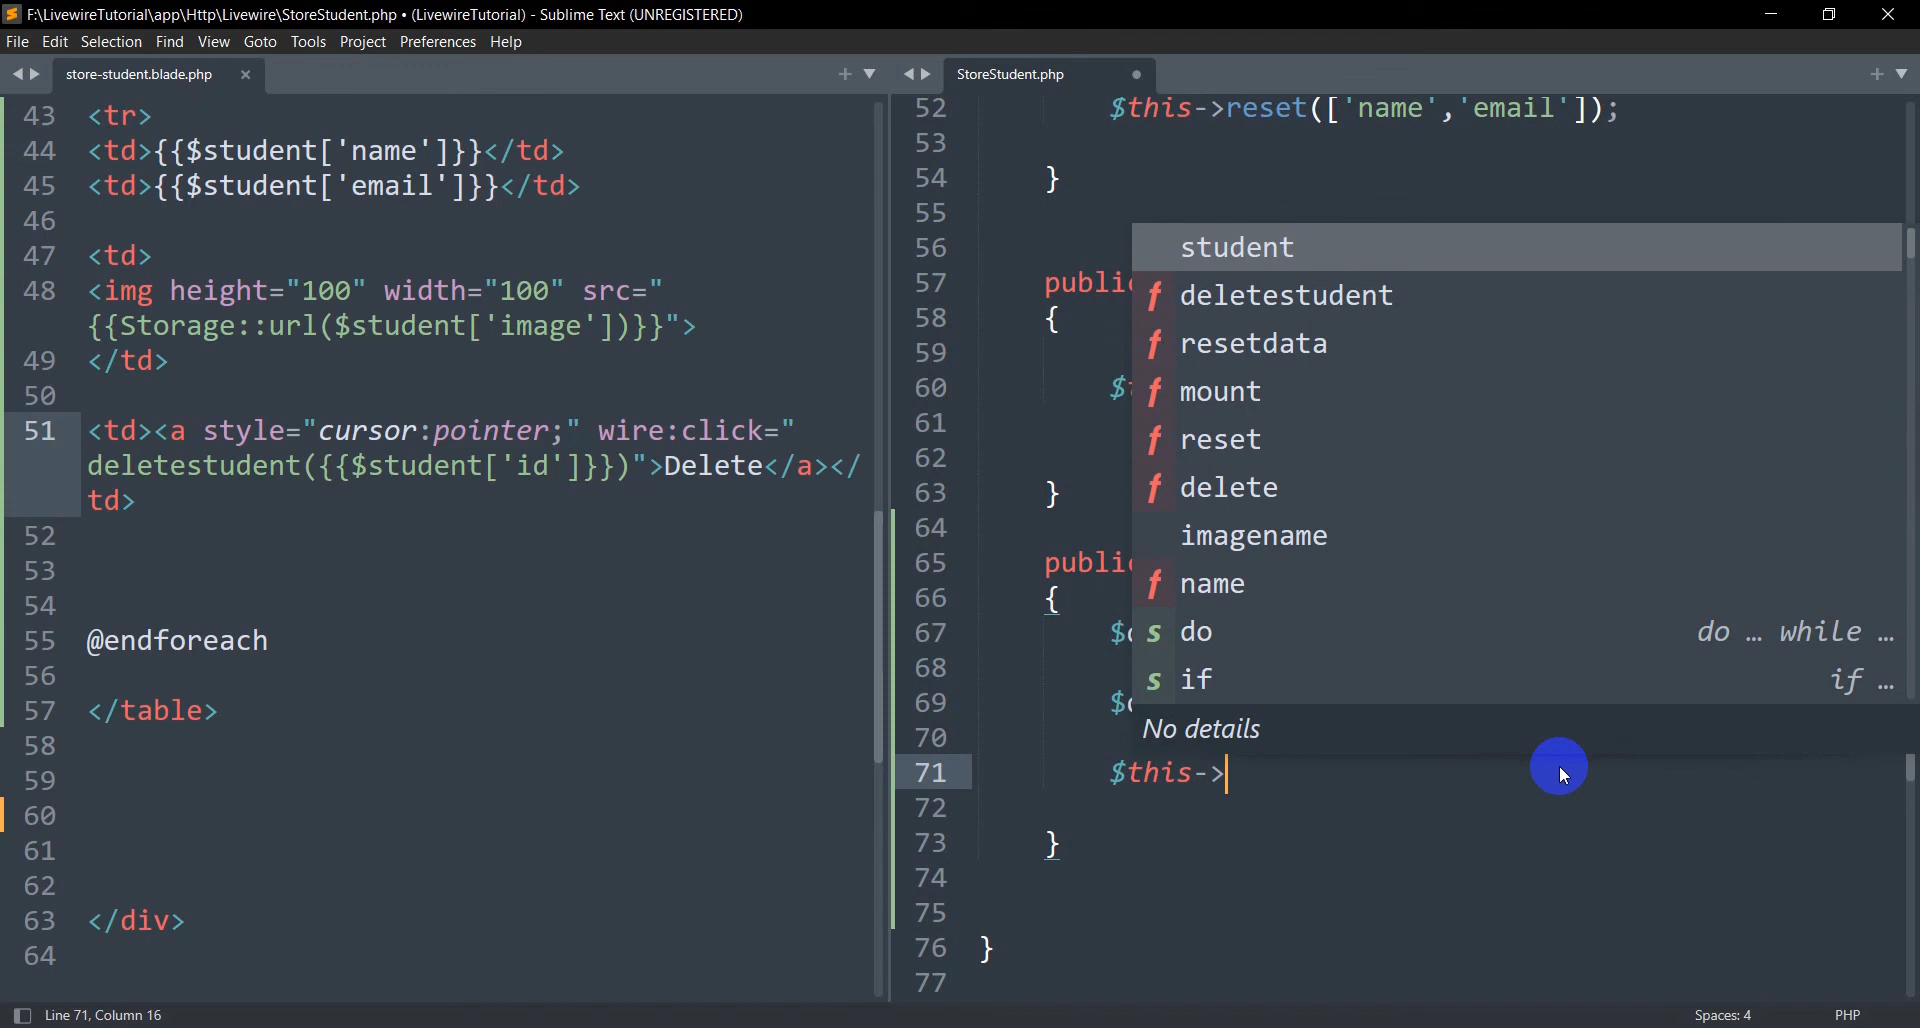 F:\LivewireTutorial\app\Http\Livewire\StoreStudent.php • (LivewireTutorial) - Sublime Text (UNREGISTERED)
File Edit Selection Find View Goto Tools Project Preferences Help
store-student.blade.php
43 <tr>
44 <td>{{$student['name']}}</td>
45 <td>{{$student['email']}}</td>
46
47 <td>
48 <img height="100" width="100" src="
{{Storage::url($student['image'])}}">
49 </td>
50
51 <td><a style="cursor:pointer;" wire:click="
deletestudent({{$student['id']}})">Delete</a></
td>
52
53
54
55 @endforeach
56
57 </table>
58
59
60
61
62
63 </div>
64
StoreStudent.php
52 $this->reset(['name','email']);
53
54 }
55
56
57 publi
58 {
59
60 $
61
62
63 }
64
65 publi
66 {
67 $
68
69 $
70
71 $this->
72
73 }
74
75
76 }
77
student
f deletestudent
f resetdata
f mount
f reset
f delete
imagename
f name
s do do … while …
s if if …
No details
Line 71, Column 16
Spaces: 4
PHP